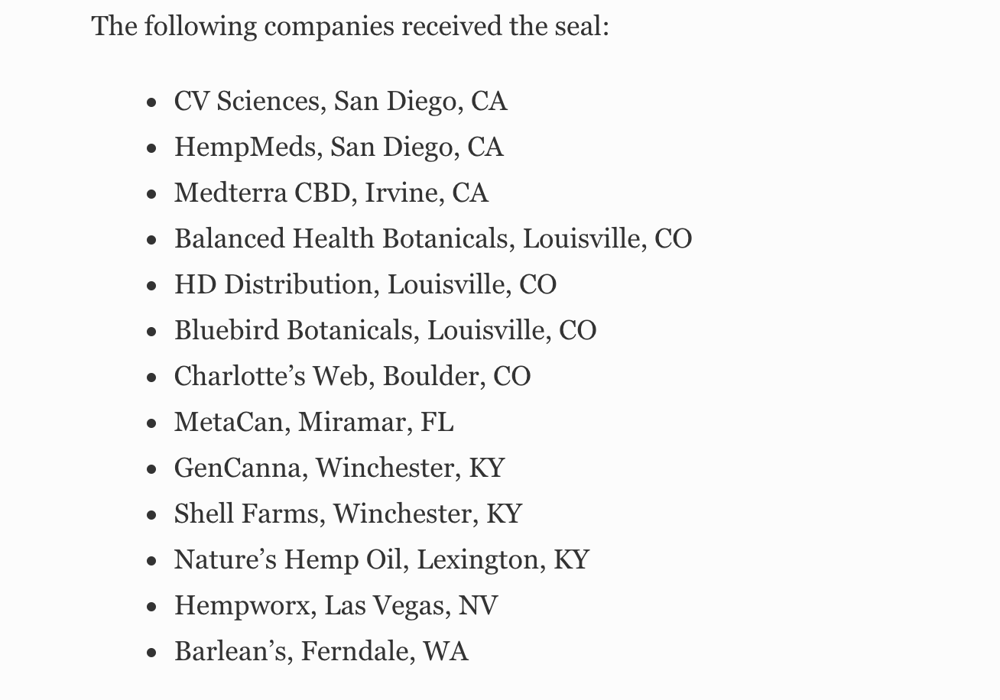 The following companies received the seal:
• CV Sciences, San Diego, CA
• HempMeds, San Diego, CA
• Medterra CBD, Irvine, CA
• Balanced Health Botanicals, Louisville, CO
• HD Distribution, Louisville, CO
• Bluebird Botanicals, Louisville, CO
• Charlotte’s Web, Boulder, CO
• MetaCan, Miramar, FL
• GenCanna, Winchester, KY
• Shell Farms, Winchester, KY
• Nature’s Hemp Oil, Lexington, KY
• Hempworx, Las Vegas, NV
• Barlean’s, Ferndale, WA